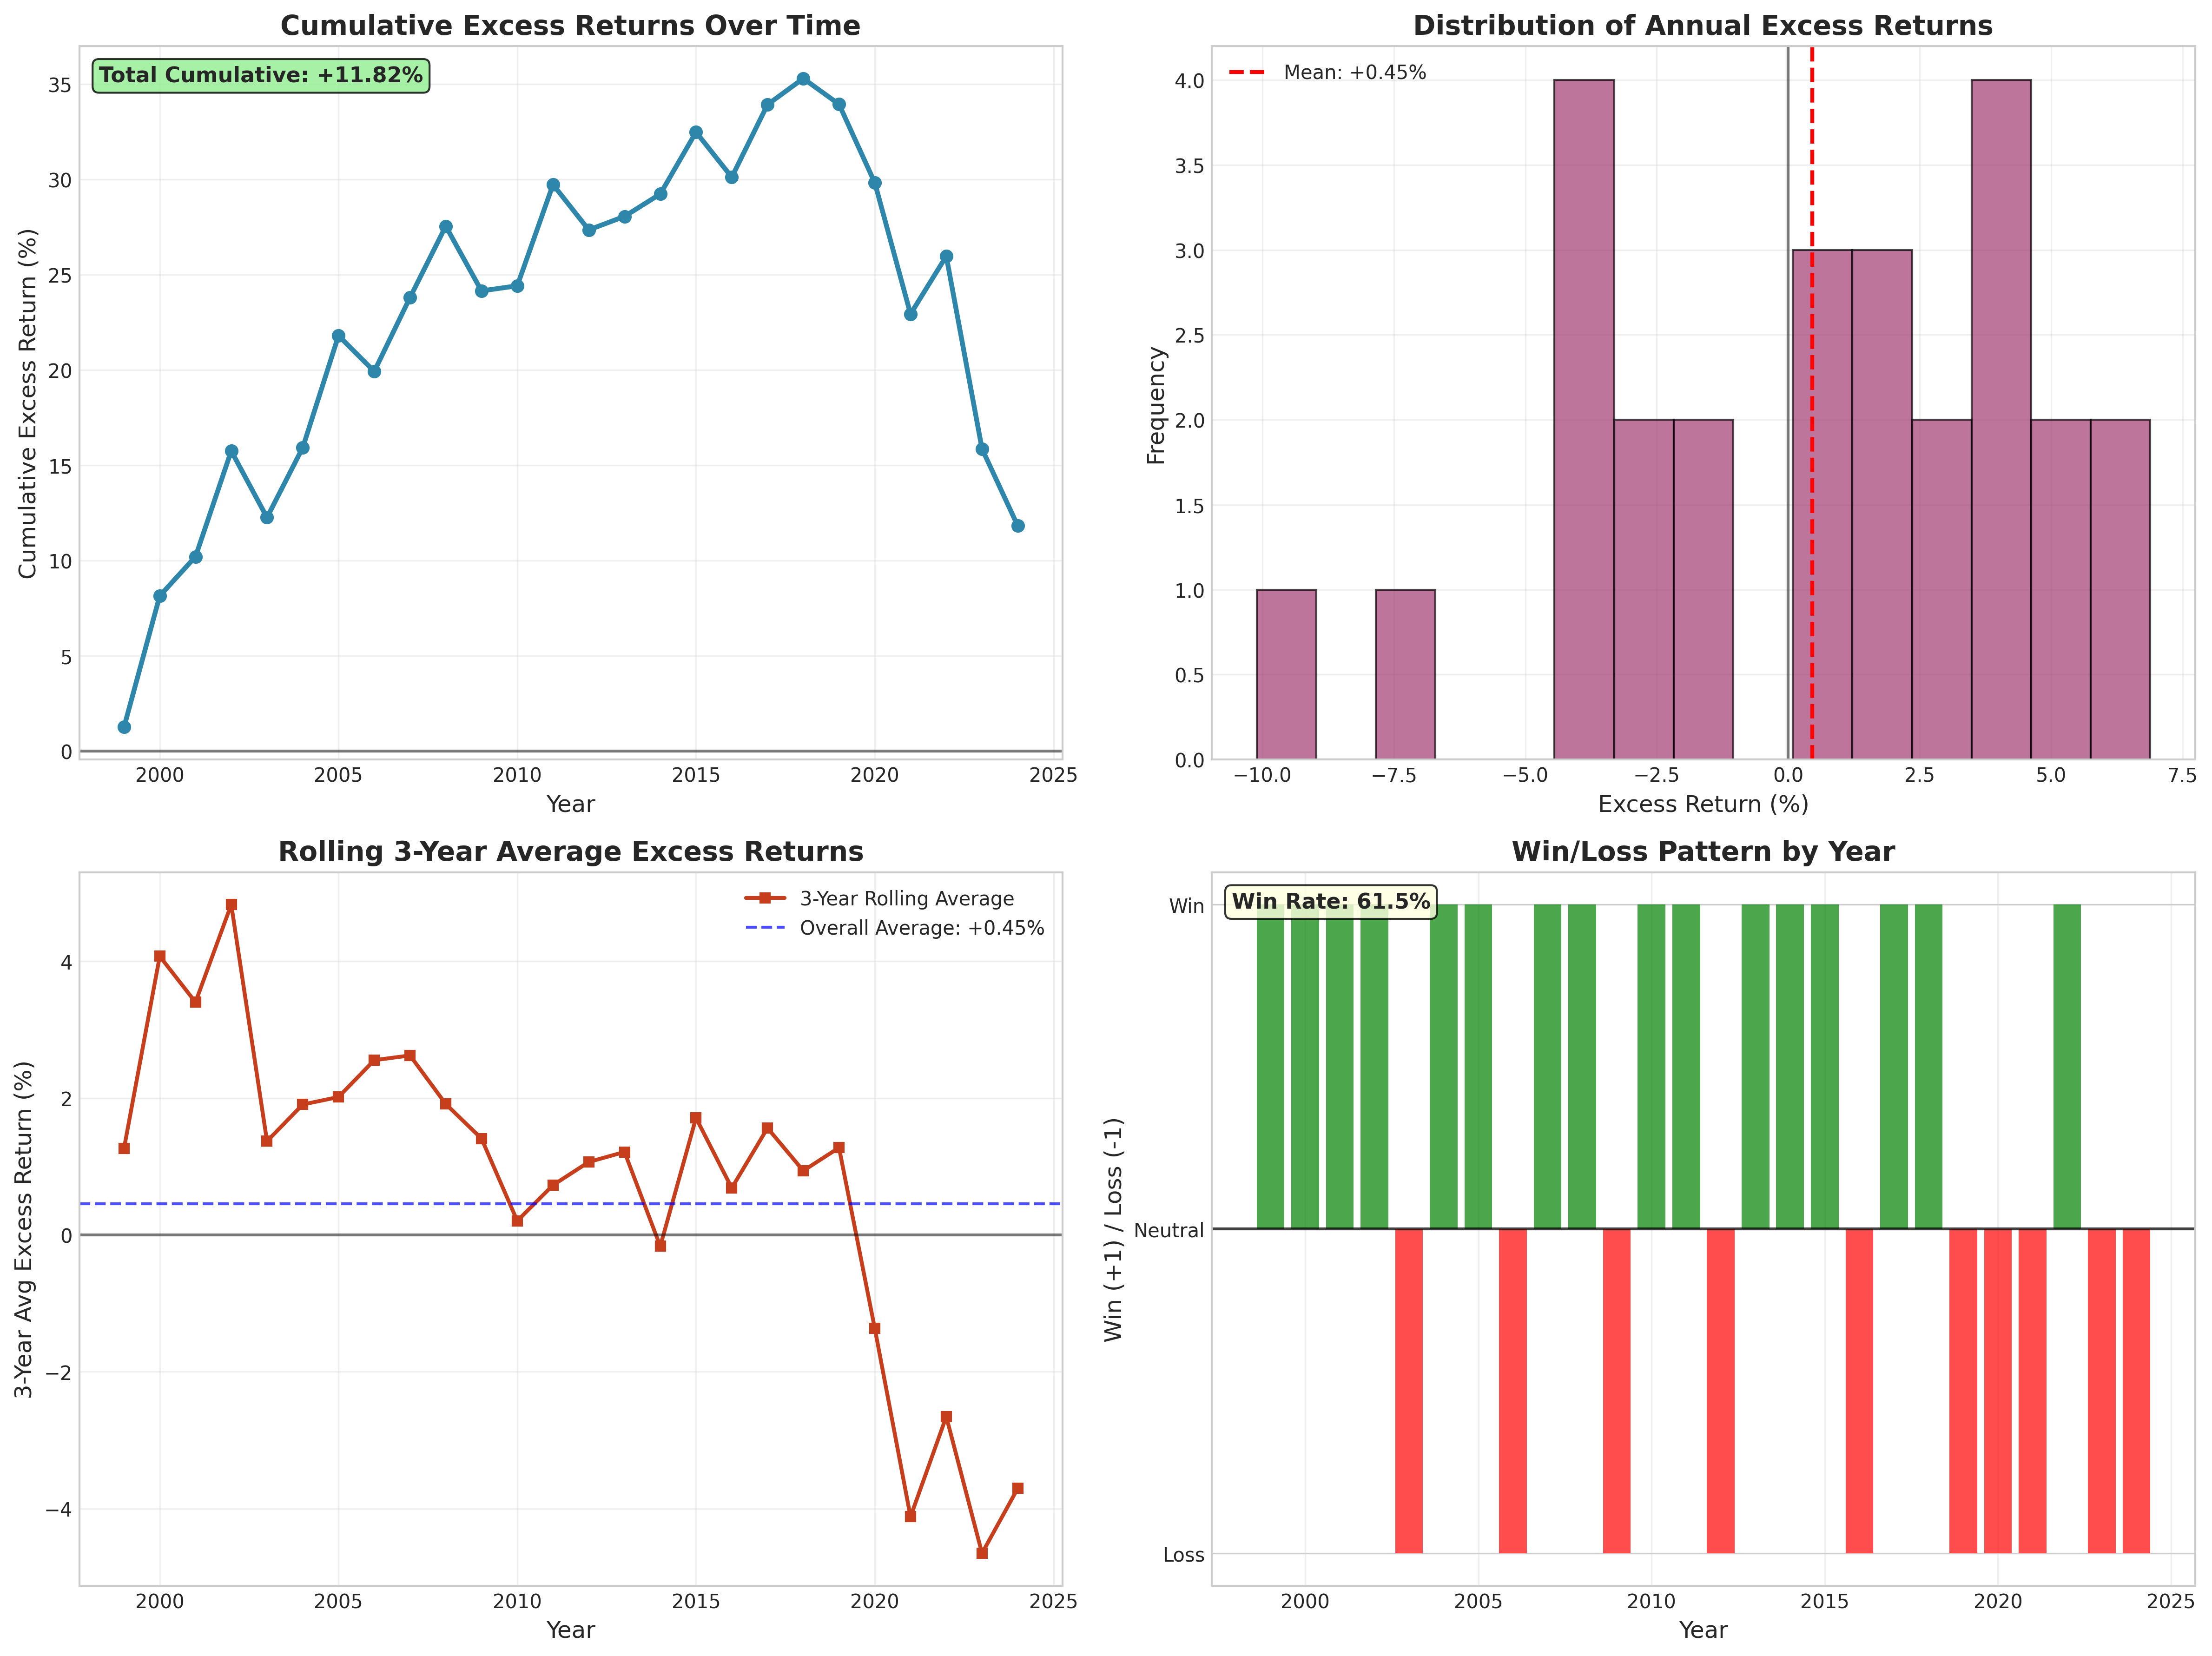 Cumulative Excess Returns Over Time
Total Cumulative: +11.82%
Cumulative Excess Return (%)
35
30
25
20
15
10
5
0
2000 2005 2010 2015 2020 2025
Year
Distribution of Annual Excess Returns
Mean: +0.45%
Frequency
4.0
3.5
3.0
2.5
2.0
1.5
1.0
0.5
0.0
−10.0 −7.5 −5.0 −2.5 0.0 2.5 5.0 7.5
Excess Return (%)
Rolling 3-Year Average Excess Returns
3-Year Rolling Average
Overall Average: +0.45%
3-Year Avg Excess Return (%)
4
2
0
−2
−4
2000 2005 2010 2015 2020 2025
Year
Win/Loss Pattern by Year
Win Rate: 61.5%
Win (+1) / Loss (-1)
Win
Neutral
Loss
2000 2005 2010 2015 2020 2025
Year